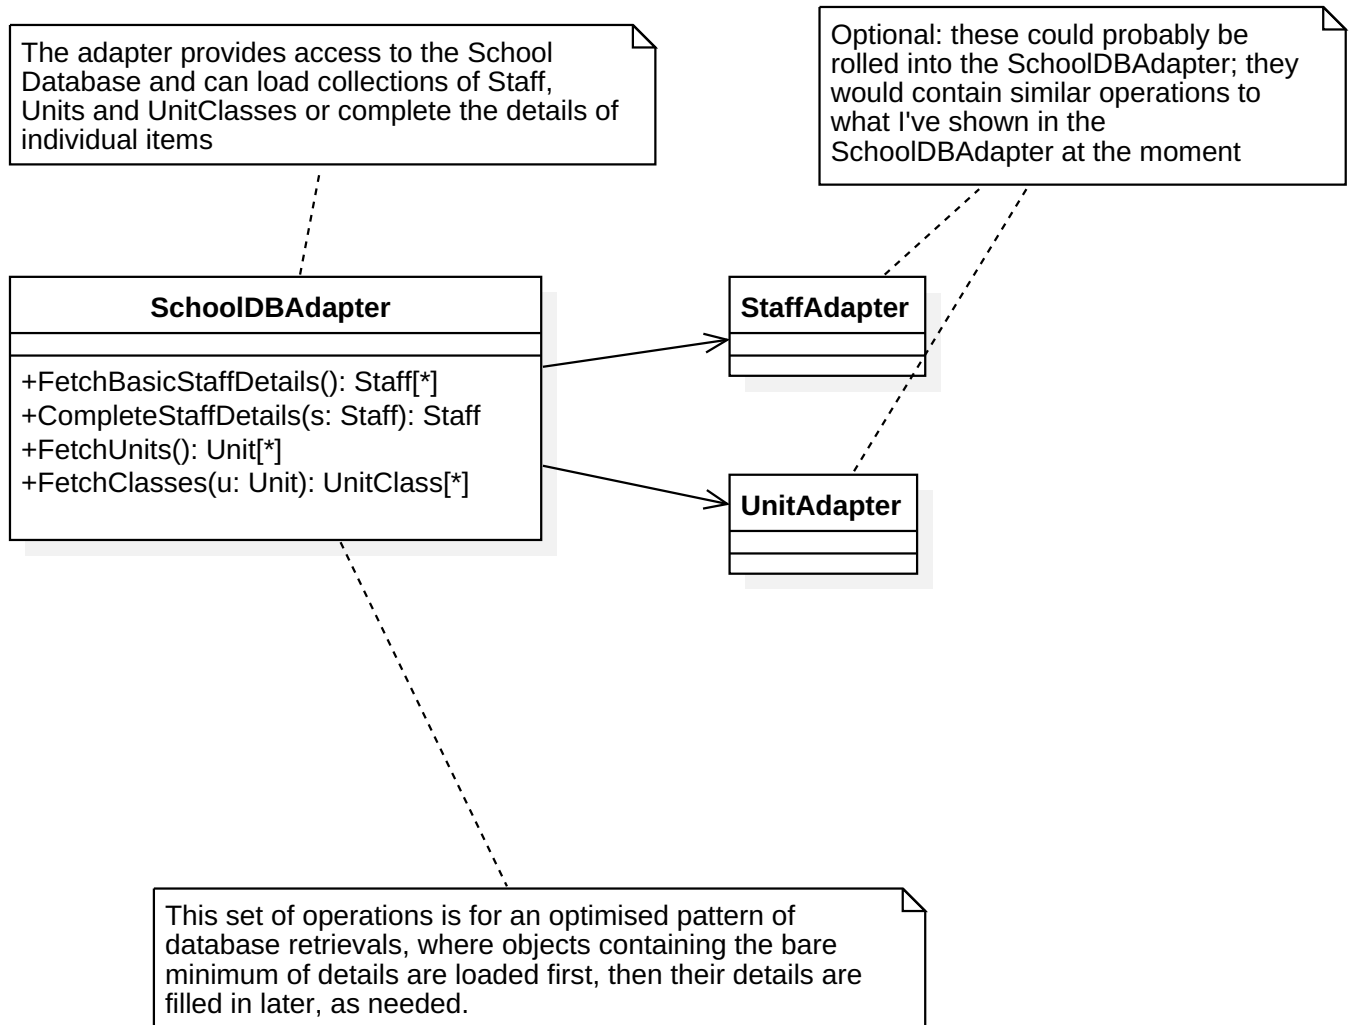 The adapter provides access to the School
Database and can load collections of Staff,
Units and UnitClasses or complete the details of
individual items
Optional: these could probably be
rolled into the SchoolDBAdapter; they
would contain similar operations to
what I've shown in the
SchoolDBAdapter at the moment
SchoolDBAdapter
+FetchBasicStaffDetails(): Staff[*]
+CompleteStaffDetails(s: Staff): Staff
+FetchUnits(): Unit[*]
+FetchClasses(u: Unit): UnitClass[*]
StaffAdapter
UnitAdapter
This set of operations is for an optimised pattern of
database retrievals, where objects containing the bare
minimum of details are loaded first, then their details are
filled in later, as needed.